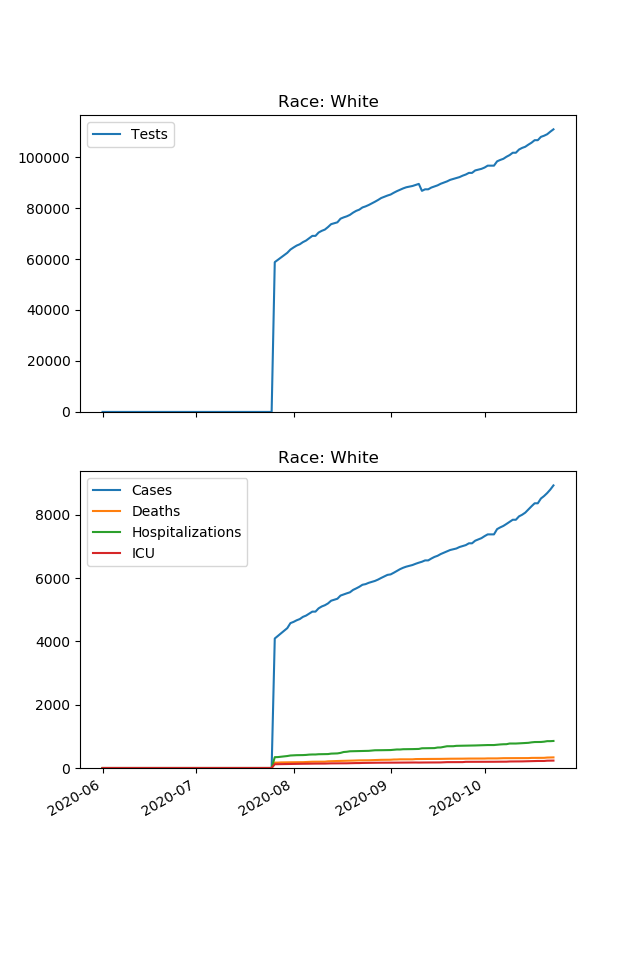 Race: White
Tests
100000
80000
60000
40000
20000
0
Race: White
Cases
Deaths
Hospitalizations
ICU
8000
6000
4000
2000
0
2020-06
2020-07
2020-08
2020-09
2020-10